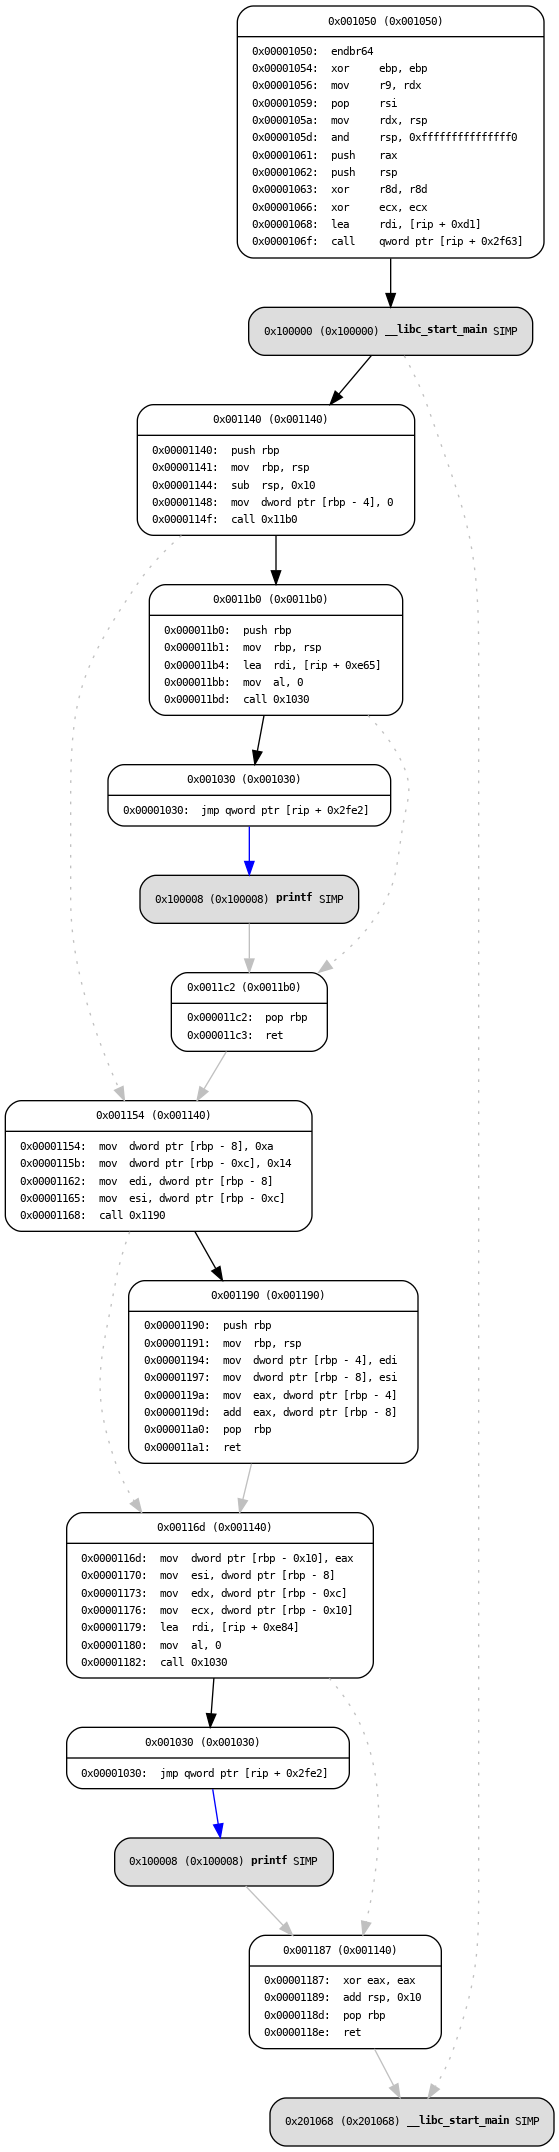 0x001050 (0x001050)
0x00001050: endbr64
0x00001054: xor ebp, ebp
0x00001056: mov r9, rdx
0x00001059: pop rsi
0x0000105a: mov rdx, rsp
0x0000105d: and rsp, 0xfffffffffffffff0
0x00001061: push rax
0x00001062: push rsp
0x00001063: xor r8d, r8d
0x00001066: xor ecx, ecx
0x00001068: lea rdi, [rip + 0xd1]
0x0000106f: call qword ptr [rip + 0x2f63]
0x100000 (0x100000) __libc_start_main SIMP
0x001140 (0x001140)
0x00001140: push rbp
0x00001141: mov rbp, rsp
0x00001144: sub rsp, 0x10
0x00001148: mov dword ptr [rbp - 4], 0
0x0000114f: call 0x11b0
0x0011b0 (0x0011b0)
0x000011b0: push rbp
0x000011b1: mov rbp, rsp
0x000011b4: lea rdi, [rip + 0xe65]
0x000011bb: mov al, 0
0x000011bd: call 0x1030
0x001030 (0x001030)
0x00001030: jmp qword ptr [rip + 0x2fe2]
0x100008 (0x100008) printf SIMP
0x0011c2 (0x0011b0)
0x000011c2: pop rbp
0x000011c3: ret
0x001154 (0x001140)
0x00001154: mov dword ptr [rbp - 8], 0xa
0x0000115b: mov dword ptr [rbp - 0xc], 0x14
0x00001162: mov edi, dword ptr [rbp - 8]
0x00001165: mov esi, dword ptr [rbp - 0xc]
0x00001168: call 0x1190
0x001190 (0x001190)
0x00001190: push rbp
0x00001191: mov rbp, rsp
0x00001194: mov dword ptr [rbp - 4], edi
0x00001197: mov dword ptr [rbp - 8], esi
0x0000119a: mov eax, dword ptr [rbp - 4]
0x0000119d: add eax, dword ptr [rbp - 8]
0x000011a0: pop rbp
0x000011a1: ret
0x00116d (0x001140)
0x0000116d: mov dword ptr [rbp - 0x10], eax
0x00001170: mov esi, dword ptr [rbp - 8]
0x00001173: mov edx, dword ptr [rbp - 0xc]
0x00001176: mov ecx, dword ptr [rbp - 0x10]
0x00001179: lea rdi, [rip + 0xe84]
0x00001180: mov al, 0
0x00001182: call 0x1030
0x001030 (0x001030)
0x00001030: jmp qword ptr [rip + 0x2fe2]
0x100008 (0x100008) printf SIMP
0x001187 (0x001140)
0x00001187: xor eax, eax
0x00001189: add rsp, 0x10
0x0000118d: pop rbp
0x0000118e: ret
0x201068 (0x201068) __libc_start_main SIMP